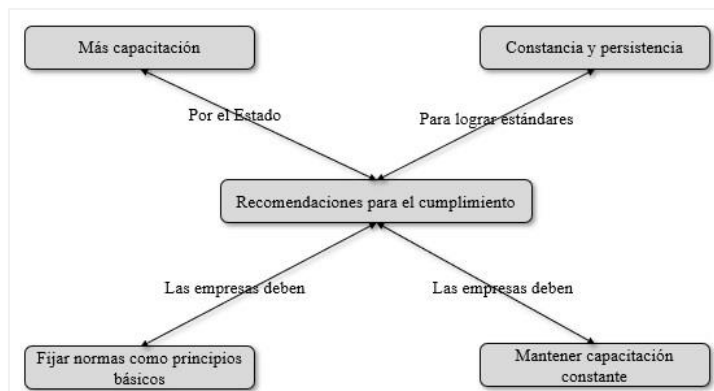 Más capacitación
Constancia y persistencia
Por el Estado
Para lograr estándares
Recomendaciones para el cumplimiento
Las empresas deben
Las empresas deben
Fijar normas como principios
básicos
Mantener capacitación
constante